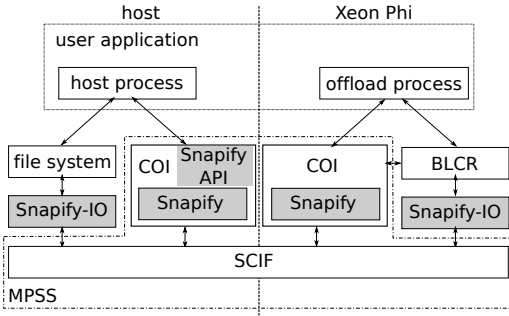 host
Xeon Phi
user application
host process
offload process
file system
COI
Snapify
API
COI
BLCR
Snapify-IO
Snapify
Snapify
Snapify-IO
SCIF
MPSS